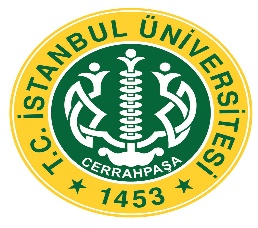 T.C. İSTANBUL ÜNİVERSİTESİ
CERRAHPAŞA
1453